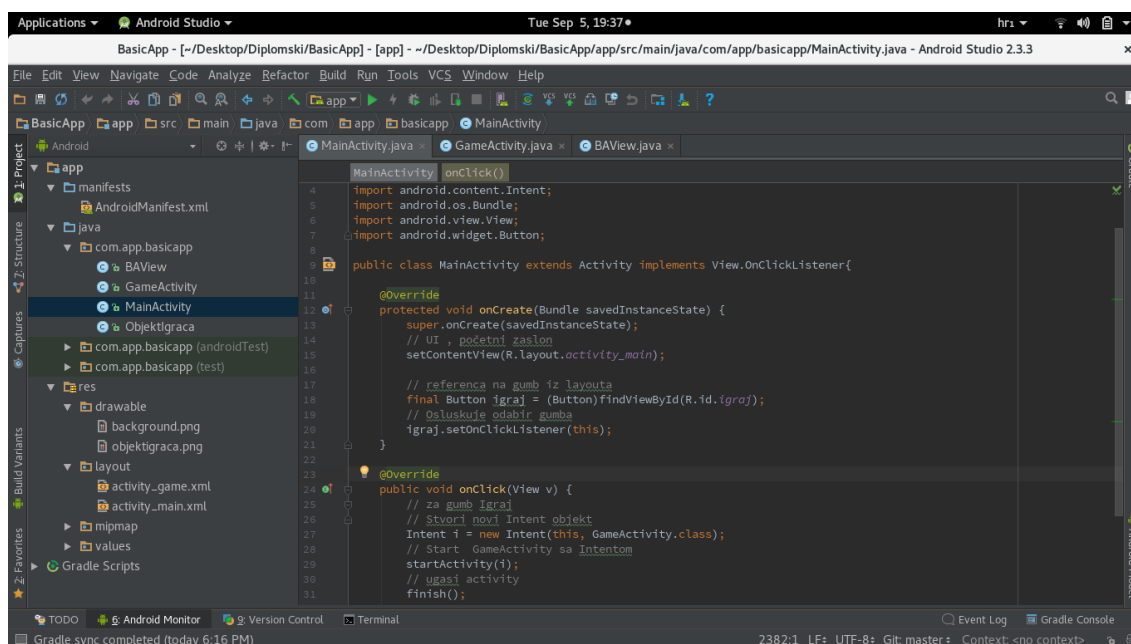 Applications Android Studio Tue Sep 5, 19:37 hr₁
BasicApp - [~/Desktop/Diplomski/BasicApp] - [app] - ~/Desktop/Diplomski/BasicApp/app/src/main/java/com/app/basicapp/MainActivity.java - Android Studio 2.3.3
File Edit View Navigate Code Analyze Refactor Build Run Tools VCS Window Help
app VCS VCS ?
BasicApp app src main java com app basicapp MainActivity
Android
MainActivity.java GameActivity.java BAView.java
1: Project
7: Structure
Captures
Build Variants
2: Favorites
app
manifests
AndroidManifest.xml
java
com.app.basicapp
BAView
GameActivity
MainActivity
ObjektIgraca
com.app.basicapp (androidTest)
com.app.basicapp (test)
res
drawable
background.png
objektigraca.png
layout
activity_game.xml
activity_main.xml
mipmap
values
Gradle Scripts
MainActivity onClick()
4 import android.content.Intent;
5 import android.os.Bundle;
6 import android.view.View;
7 import android.widget.Button;
8
9 public class MainActivity extends Activity implements View.OnClickListener{
10
11 @Override
12 protected void onCreate(Bundle savedInstanceState) {
13 super.onCreate(savedInstanceState);
14 // UI , početni zaslon
15 setContentView(R.layout.activity_main);
16
17 // referenca na gumb iz layouta
18 final Button igraj = (Button)findViewById(R.id.igraj);
19 // Osluskuje odabir gumba
20 igraj.setOnClickListener(this);
21 }
22
23 @Override
24 public void onClick(View v) {
25 // za gumb Igraj
26 // Stvori novi Intent objekt
27 Intent i = new Intent(this, GameActivity.class);
28 // Start  GameActivity sa Intentom
29 startActivity(i);
30 // ugasi activity
31 finish();
TODO 6: Android Monitor 9: Version Control Terminal Event Log Gradle Console
Gradle sync completed (today 6:16 PM) 2382:1 LF÷ UTF-8÷ Git: master÷ Context: <no context>